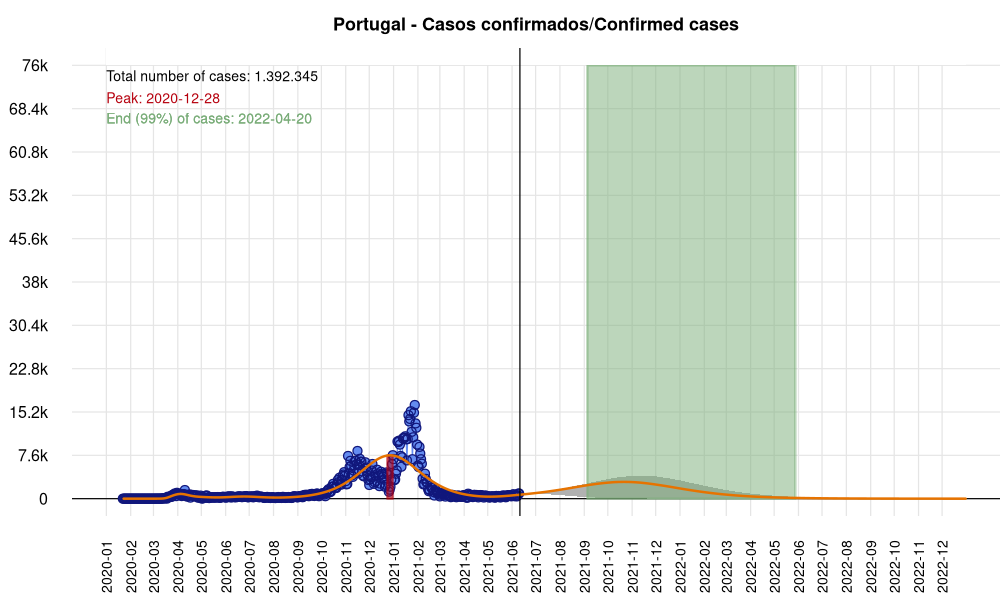 Portugal - Casos confirmados/Confirmed cases
76k
Total number of cases: 1.392.345
Peak: 2020-12-28
68.4k
End (99%) of cases: 2022-04-20
60.8k
53.2k
45.6k
38k
30.4k
22.8k
15.2k
7.6k
0
2020-01
2020-02
2020-03
2020-04
2020-05
2020-06
2020-07
2020-08
2020-09
2020-10
2020-11
2020-12
2021-01
2021-02
2021-03
2021-04
2021-05
2021-06
2021-07
2021-08
2021-09
2021-10
2021-11
2021-12
2022-01
2022-02
2022-03
2022-04
2022-05
2022-06
2022-07
2022-08
2022-09
2022-10
2022-11
2022-12